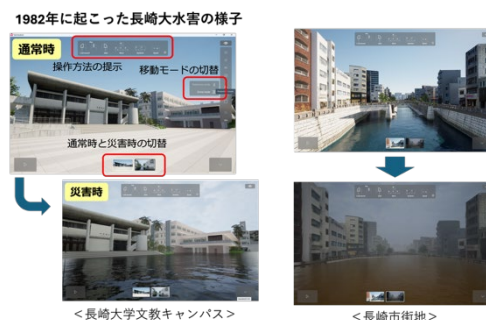 1982年に起こった長崎大水害の様子
通常時
操作方法の提示
移動モードの切替
通常時と災害時の切替
災害時
＜長崎大学文教キャンパス＞
＜長崎市街地＞